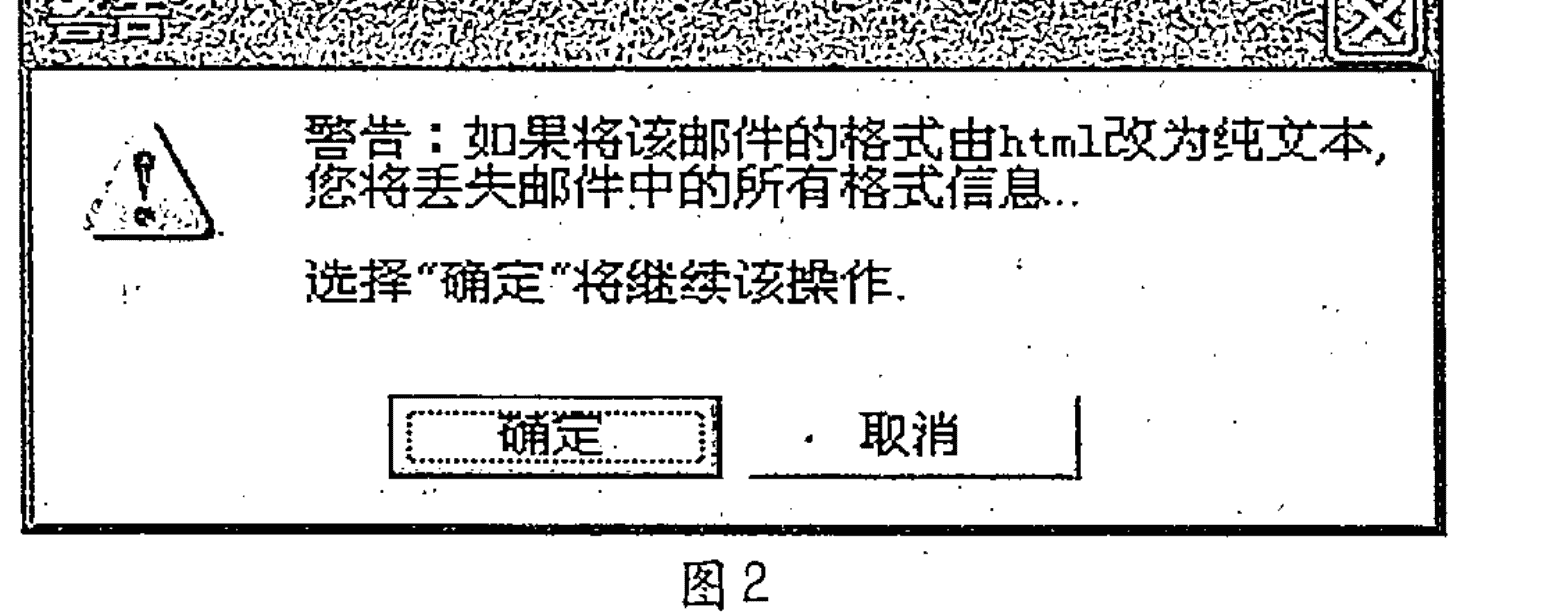 警告
警告：如果将该邮件的格式由html改为纯文本,
您将丢失邮件中的所有格式信息..
选择“确定“将继续该操作.
确定 取消
图2